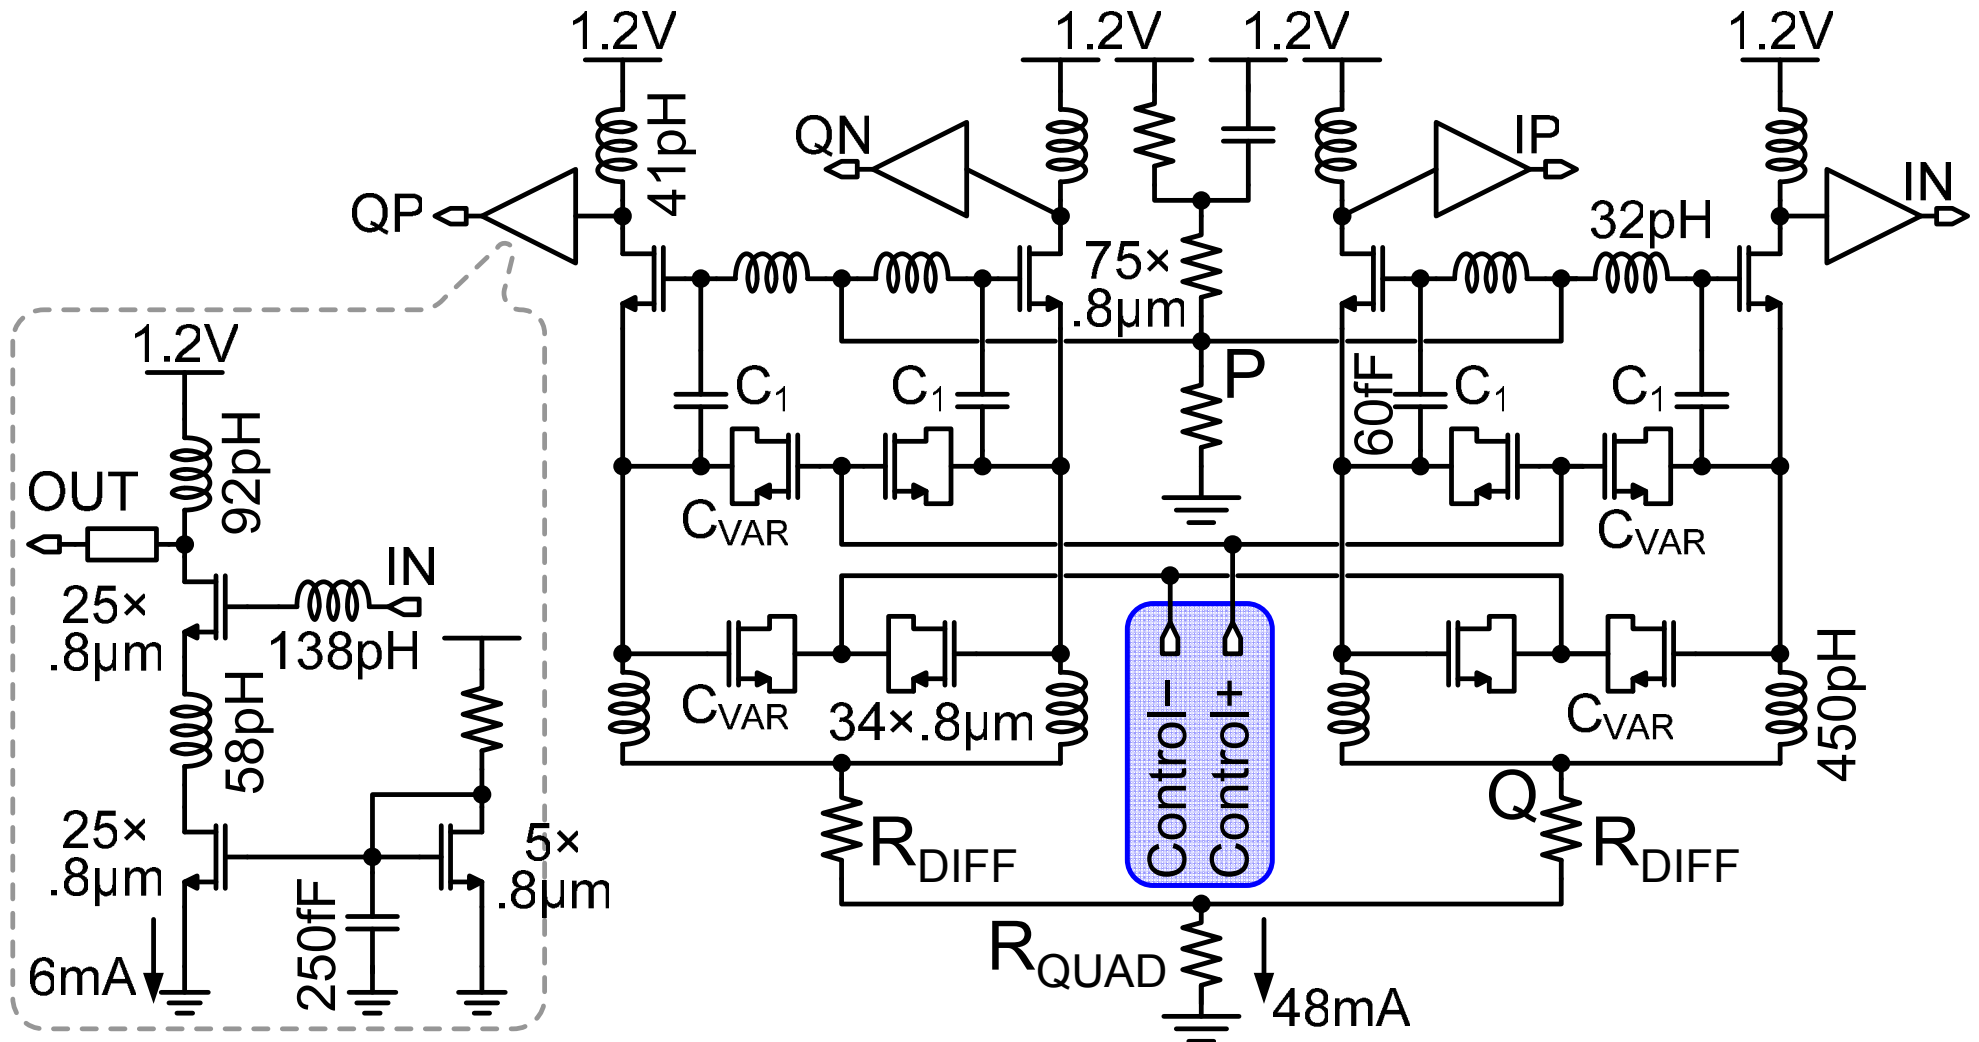 1.2V
1.2V
1.2V
1.2V
41pH
QN
IP
IN
QP
32pH
75×
.8µm
1.2V
P
C1
C1
60fF
C1
C1
92pH
OUT
CVAR
CVAR
IN
25×
.8µm
138pH
58pH
CVAR
34×.8µm
Control−
Control+
CVAR
450pH
Q
25×
.8µm
5×
.8µm
RDIFF
RDIFF
250fF
6mA
RQUAD
48mA